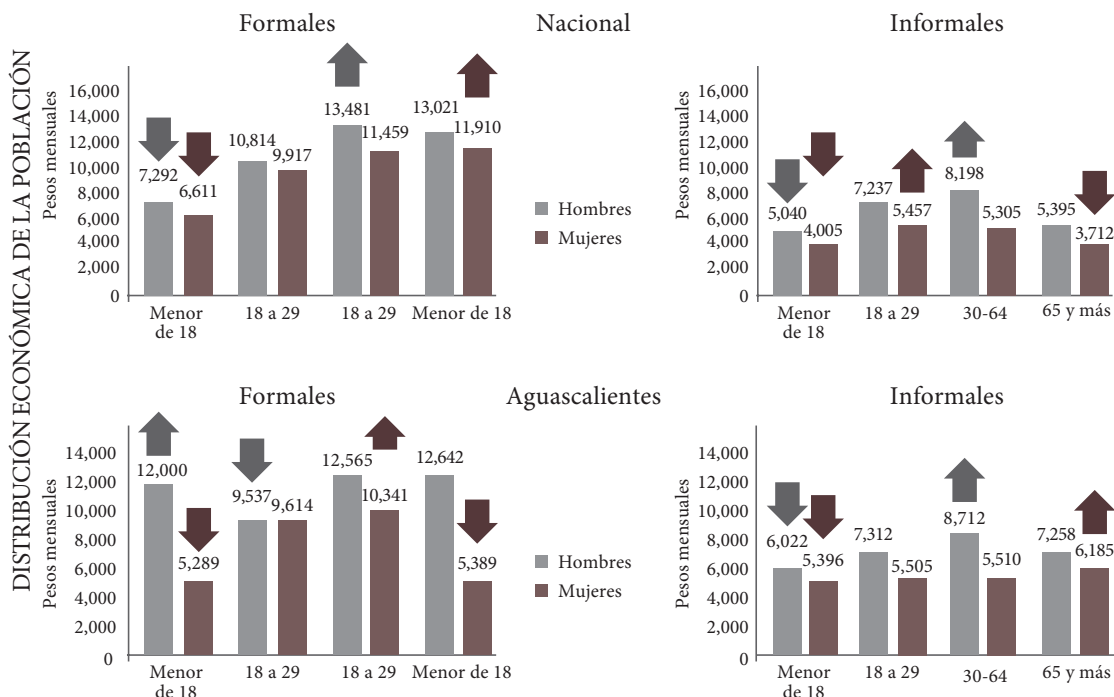 DISTRIBUCIÓN ECONÓMICA DE LA POBLACIÓN
Formales
Nacional
Informales
Pesos mensuales
16,000
14,000
12,000
10,000
8,000
6,000
4,000
2,000
0
7,292
6,611
10,814
9,917
13,481
11,459
13,021
11,910
Menor
de 18
18 a 29
18 a 29
Menor de 18
Hombres
Mujeres
Pesos mensuales
16,000
14,000
12,000
10,000
8,000
6,000
4,000
2,000
0
5,040
4,005
7,237
5,457
8,198
5,305
5,395
3,712
Menor
de 18
18 a 29
30-64
65 y más
Formales
Aguascalientes
Informales
Pesos mensuales
14,000
12,000
10,000
8,000
6,000
4,000
2,000
0
12,000
5,289
9,537
9,614
12,565
10,341
12,642
5,389
Menor
de 18
18 a 29
18 a 29
Menor de 18
Hombres
Mujeres
Pesos mensuales
14,000
12,000
10,000
8,000
6,000
4,000
2,000
0
6,022
5,396
7,312
5,505
8,712
5,510
7,258
6,185
Menor
de 18
18 a 29
30-64
65 y más